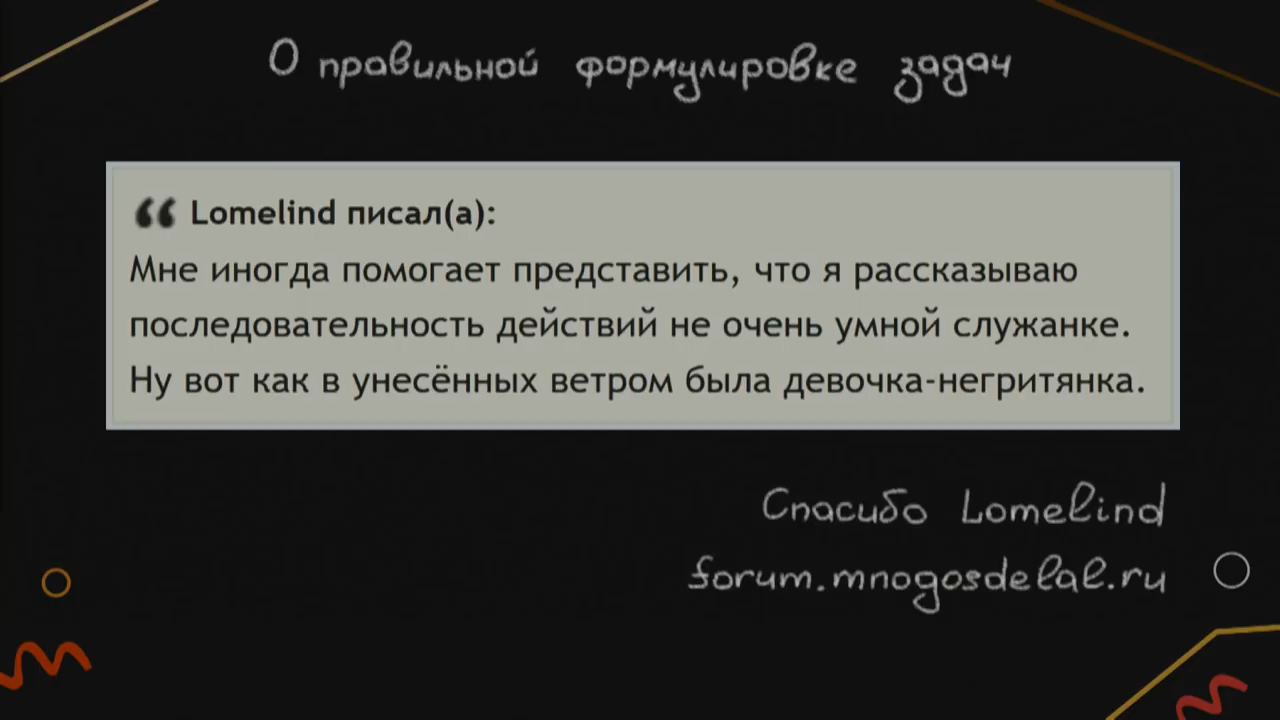 О правильной формулировке задач
“ Lomelind писал(а):
Мне иногда помогает представить, что я рассказываю
последовательность действий не очень умной служанке.
Ну вот как в унесённых ветром была девочка-негритянка.
Спасибо Lomelind
forum.mnogosdelal.ru